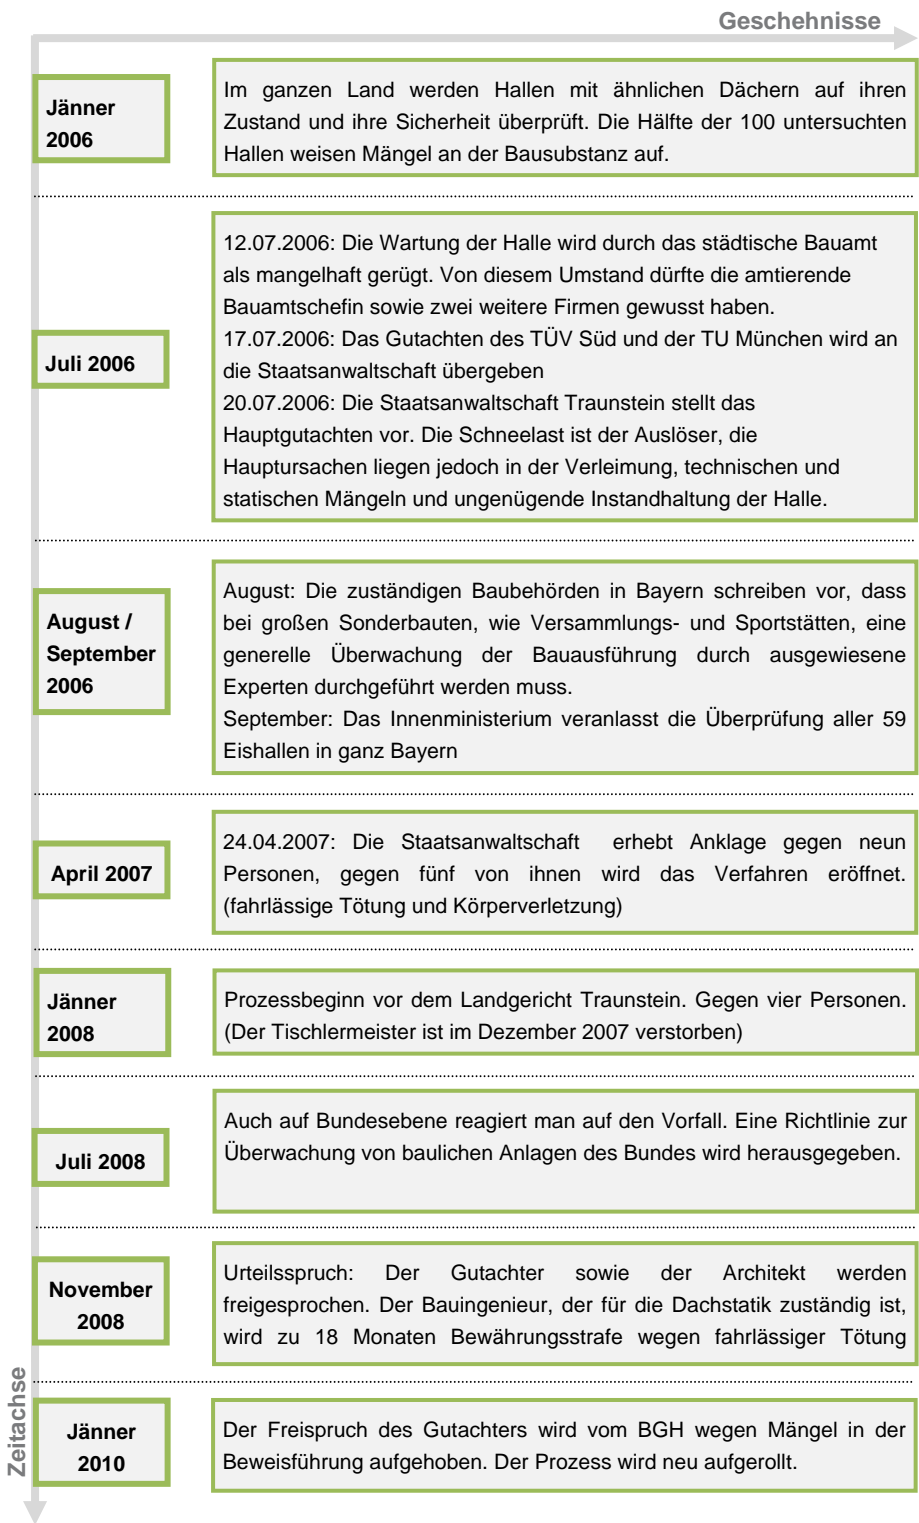 Geschehnisse
Jänner
2006
Im ganzen Land werden Hallen mit ähnlichen Dächern auf ihren
Zustand und ihre Sicherheit überprüft. Die Hälfte der 100 untersuchten
Hallen weisen Mängel an der Bausubstanz auf.
Juli 2006
12.07.2006: Die Wartung der Halle wird durch das städtische Bauamt
als mangelhaft gerügt. Von diesem Umstand dürfte die amtierende
Bauamtschefin sowie zwei weitere Firmen gewusst haben.
17.07.2006: Das Gutachten des TÜV Süd und der TU München wird an
die Staatsanwaltschaft übergeben
20.07.2006: Die Staatsanwaltschaft Traunstein stellt das
Hauptgutachten vor. Die Schneelast ist der Auslöser, die
Hauptursachen liegen jedoch in der Verleimung, technischen und
statischen Mängeln und ungenügende Instandhaltung der Halle.
August /
September
2006
August: Die zuständigen Baubehörden in Bayern schreiben vor, dass
bei großen Sonderbauten, wie Versammlungs- und Sportstätten, eine
generelle Überwachung der Bauausführung durch ausgewiesene
Experten durchgeführt werden muss.
September: Das Innenministerium veranlasst die Überprüfung aller 59
Eishallen in ganz Bayern
April 2007
24.04.2007: Die Staatsanwaltschaft erhebt Anklage gegen neun
Personen, gegen fünf von ihnen wird das Verfahren eröffnet.
(fahrlässige Tötung und Körperverletzung)
Jänner
2008
Prozessbeginn vor dem Landgericht Traunstein. Gegen vier Personen.
(Der Tischlermeister ist im Dezember 2007 verstorben)
Juli 2008
Auch auf Bundesebene reagiert man auf den Vorfall. Eine Richtlinie zur
Überwachung von baulichen Anlagen des Bundes wird herausgegeben.
November
2008
Urteilsspruch: Der Gutachter sowie der Architekt werden
freigesprochen. Der Bauingenieur, der für die Dachstatik zuständig ist,
wird zu 18 Monaten Bewährungsstrafe wegen fahrlässiger Tötung
Jänner
2010
Der Freispruch des Gutachters wird vom BGH wegen Mängel in der
Beweisführung aufgehoben. Der Prozess wird neu aufgerollt.
Zeitachse